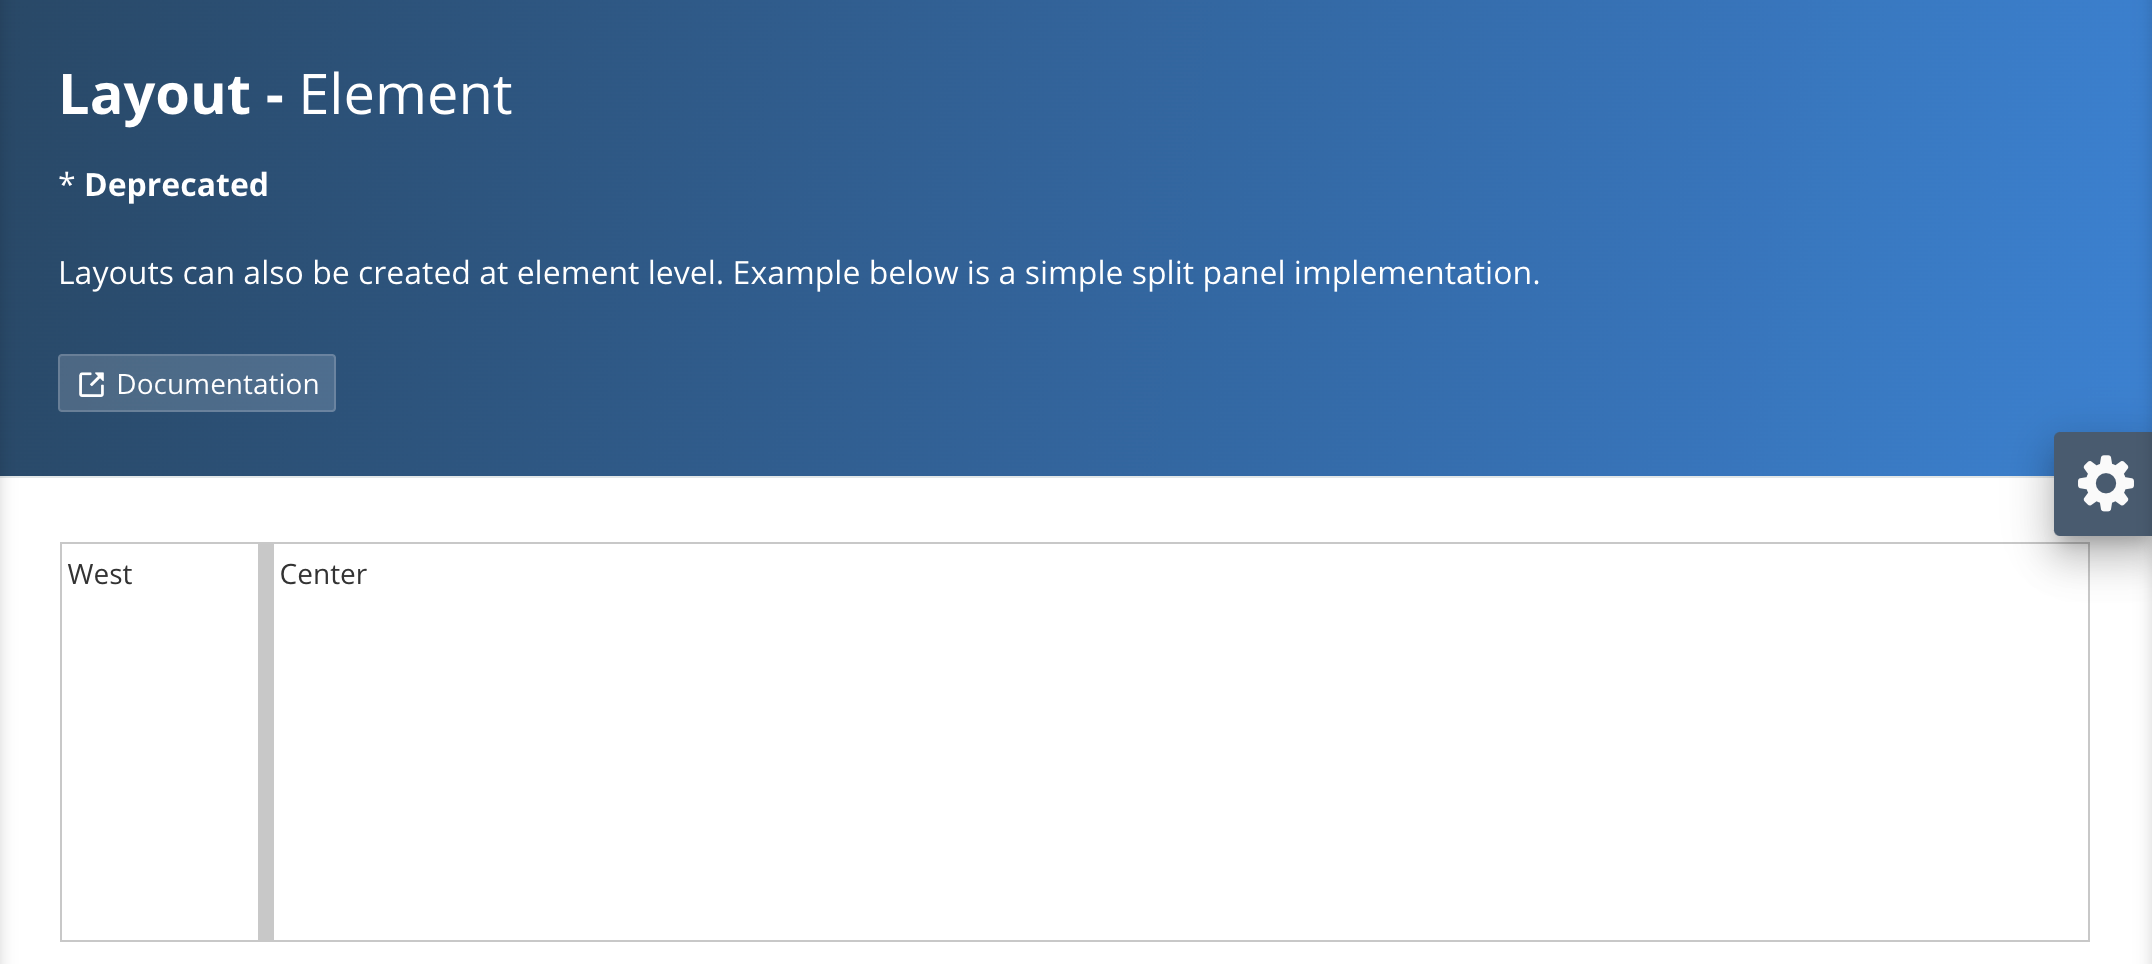 Layout - Element
* Deprecated
Layouts can also be created at element level. Example below is a simple split panel implementation.
Documentation
West
Center